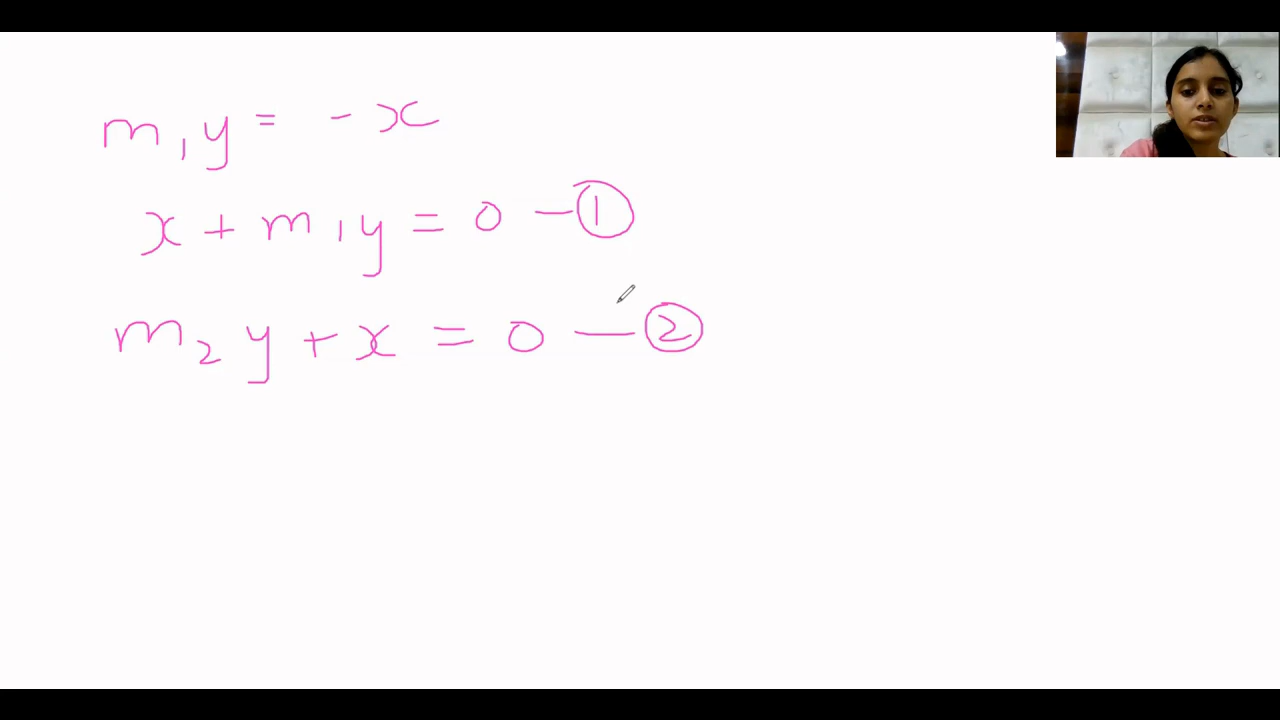 m₁y = -x
x + m₁y = 0 — ①
m₂y + x = 0 — ②